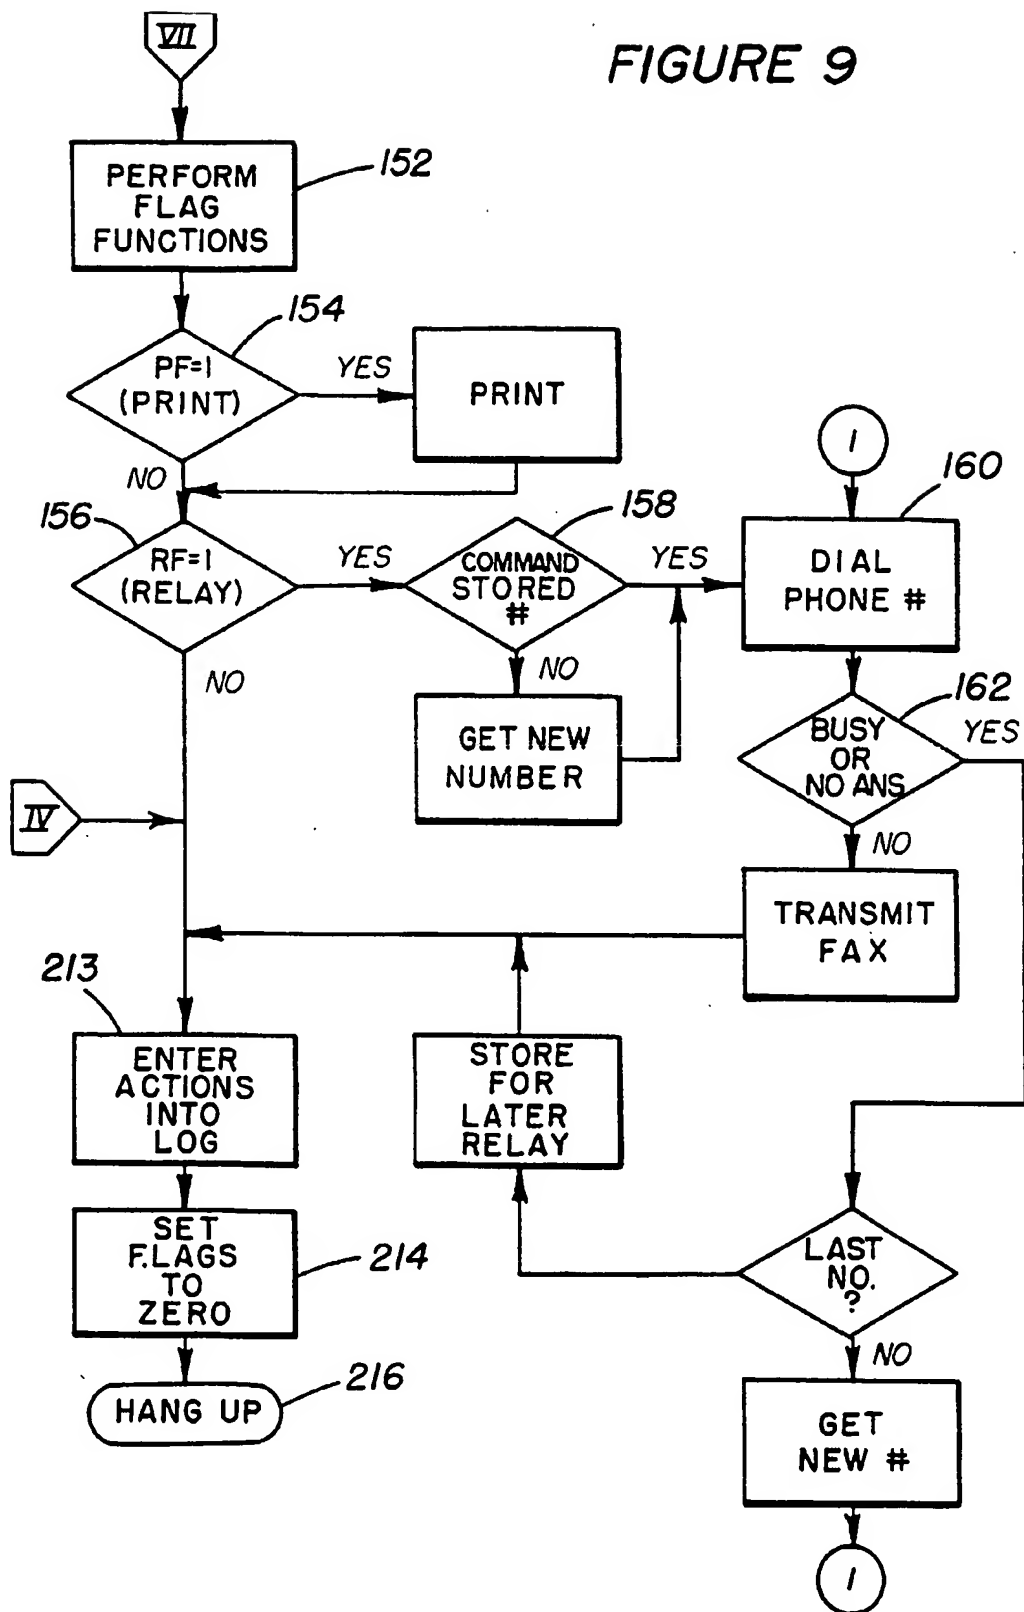 FIGURE 9
VII
PERFORM
FLAG
FUNCTIONS
152
PF=1
(PRINT)
154
YES
PRINT
NO
RF=1
(RELAY)
156
YES
COMMAND
STORED
#
158
YES
NO
GET NEW
NUMBER
1
160
DIAL
PHONE #
162
BUSY
OR
NO ANS
YES
NO
TRANSMIT
FAX
NO
IV
213
ENTER
ACTIONS
INTO
LOG
STORE
FOR
LATER
RELAY
LAST
NO.
?
NO
GET
NEW #
1
SET
F.LAGS
TO
ZERO
214
HANG UP
216